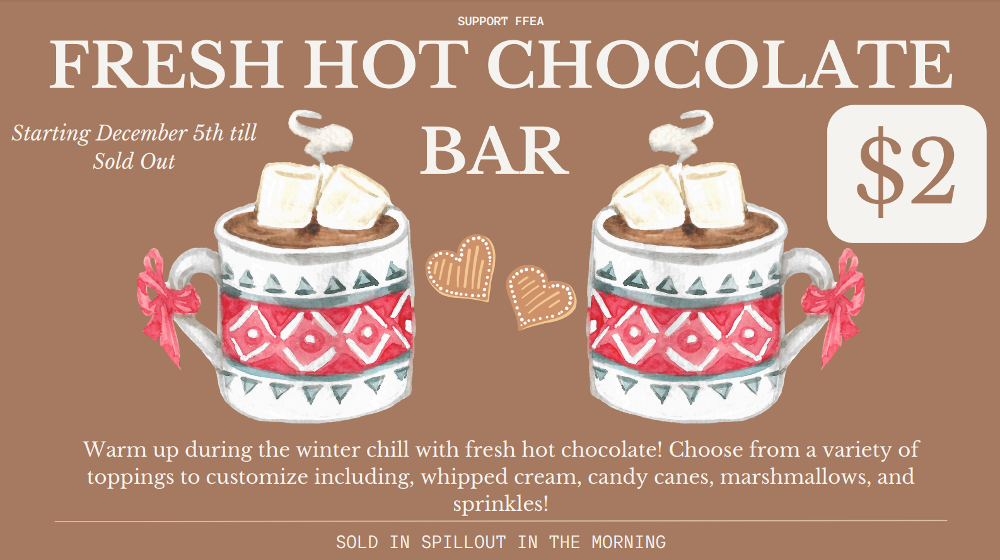 SUPPORT FFEA
FRESH HOT CHOCOLATE
BAR
Starting December 5th till
Sold Out
$2
Warm up during the winter chill with fresh hot chocolate! Choose from a variety of
toppings to customize including, whipped cream, candy canes, marshmallows, and
sprinkles!
SOLD IN SPILLOUT IN THE MORNING